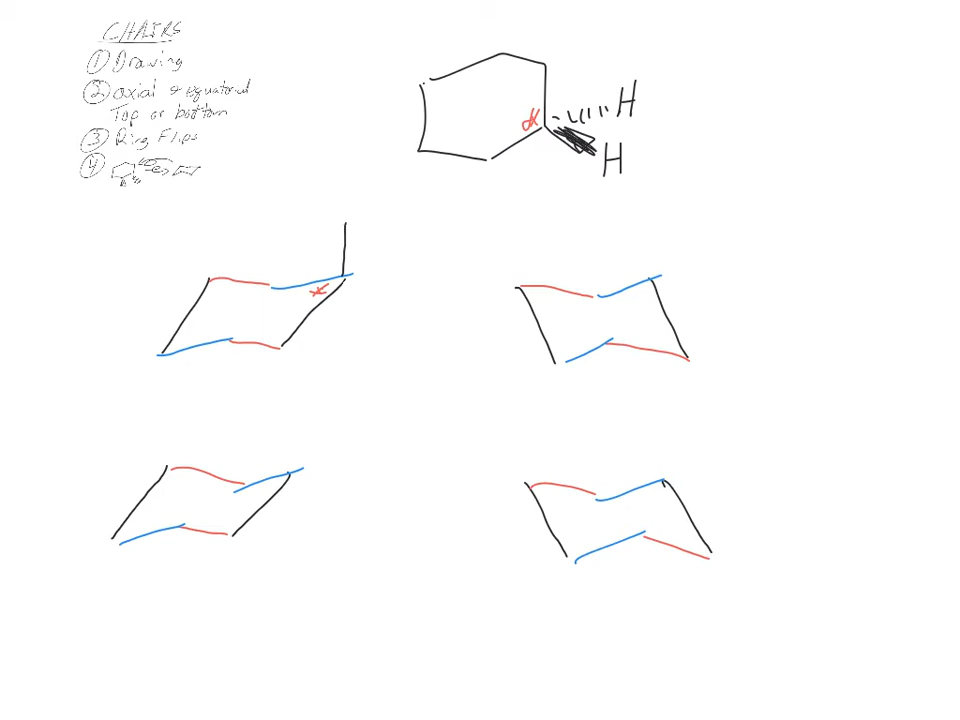 CHAIRS
① Drawing
② axial & equatorial
Top or bottom
③ Ring Flips
④
H
α
H